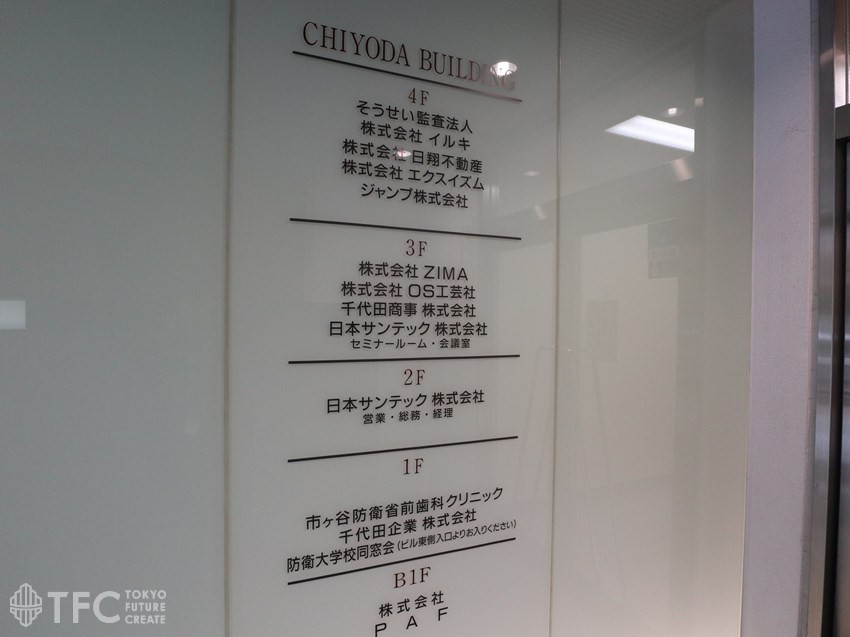 CHIYODA BUILDING
4F
そうせい監査法人
株式会社 イルキ
株式会社 日翔不動産
株式会社 エクスイズム
ジャンプ株式会社
3F
株式会社 ZIMA
株式会社 OS工芸社
千代田商事 株式会社
日本サンテック 株式会社
セミナールーム・会議室
2F
日本サンテック 株式会社
営業・総務・経理
1F
市ヶ谷防衛省前歯科クリニック
千代田企業 株式会社
防衛大学校同窓会(ビル東側入口よりお入りください)
B1F
株式会社
P A F
TFC TOKYO
FUTURE
CREATE